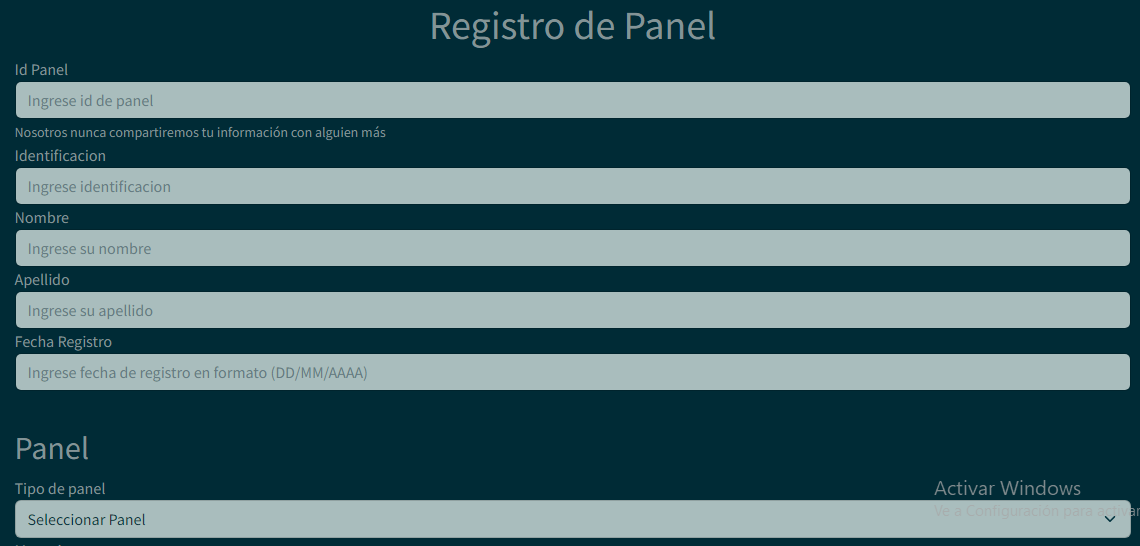 Registro de Panel
Id Panel
Ingrese id de panel
Nosotros nunca compartiremos tu información con alguien más
Identificacion
Ingrese identificacion
Nombre
Ingrese su nombre
Apellido
Ingrese su apellido
Fecha Registro
Ingrese fecha de registro en formato (DD/MM/AAAA)
Panel
Tipo de panel
Activar Windows
Ve a Configuración para activar
Seleccionar Panel